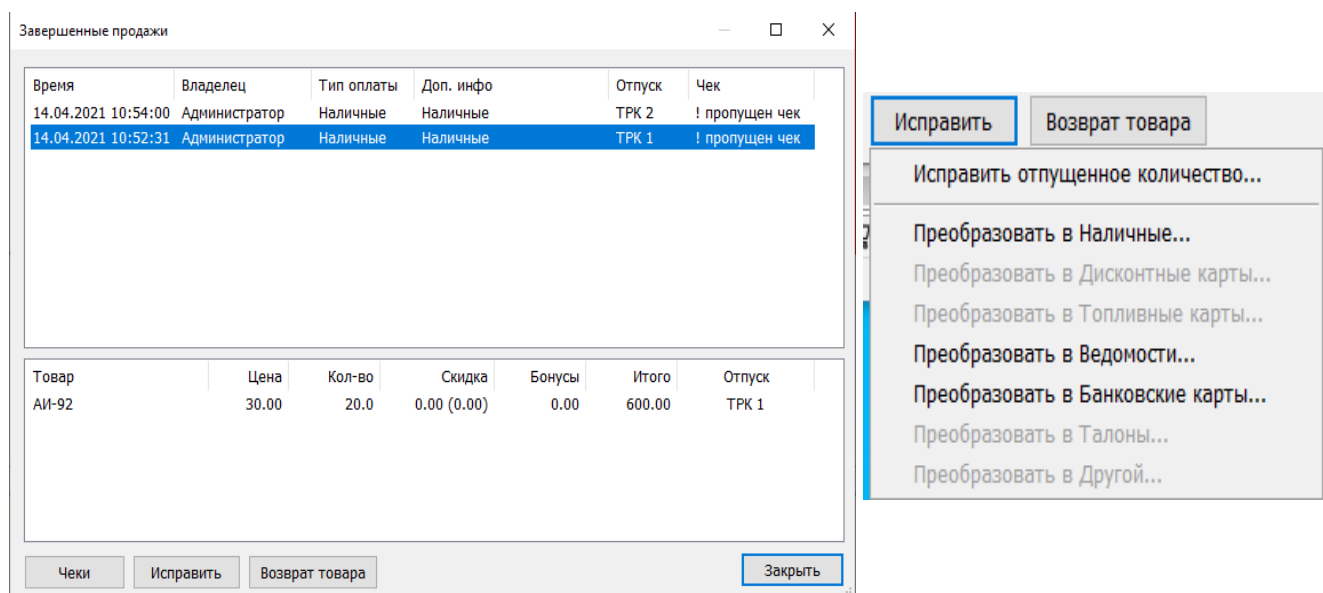 Завершенные продажи
Время Владелец Тип оплаты Доп. инфо Отпуск Чек
14.04.2021 10:54:00 Администратор Наличные Наличные ТРК 2 ! пропущен чек
14.04.2021 10:52:31 Администратор Наличные Наличные ТРК 1 ! пропущен чек
Товар Цена Кол-во Скидка Бонусы Итого Отпуск
АИ-92 30.00 20.0 0.00 (0.00) 0.00 600.00 ТРК 1
Чеки Исправить Возврат товара Закрыть
Исправить Возврат товара
Исправить отпущенное количество...
Преобразовать в Наличные...
Преобразовать в Дисконтные карты...
Преобразовать в Топливные карты...
Преобразовать в Ведомости...
Преобразовать в Банковские карты...
Преобразовать в Талоны...
Преобразовать в Другой...